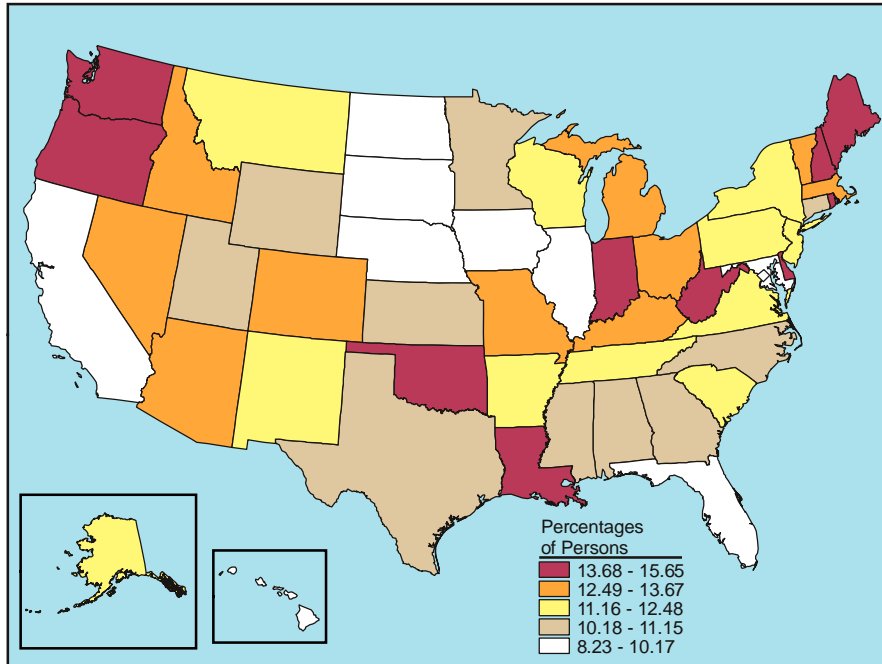 Percentages
of Persons
13.68 - 15.65
12.49 - 13.67
11.16 - 12.48
10.18 - 11.15
8.23 - 10.17